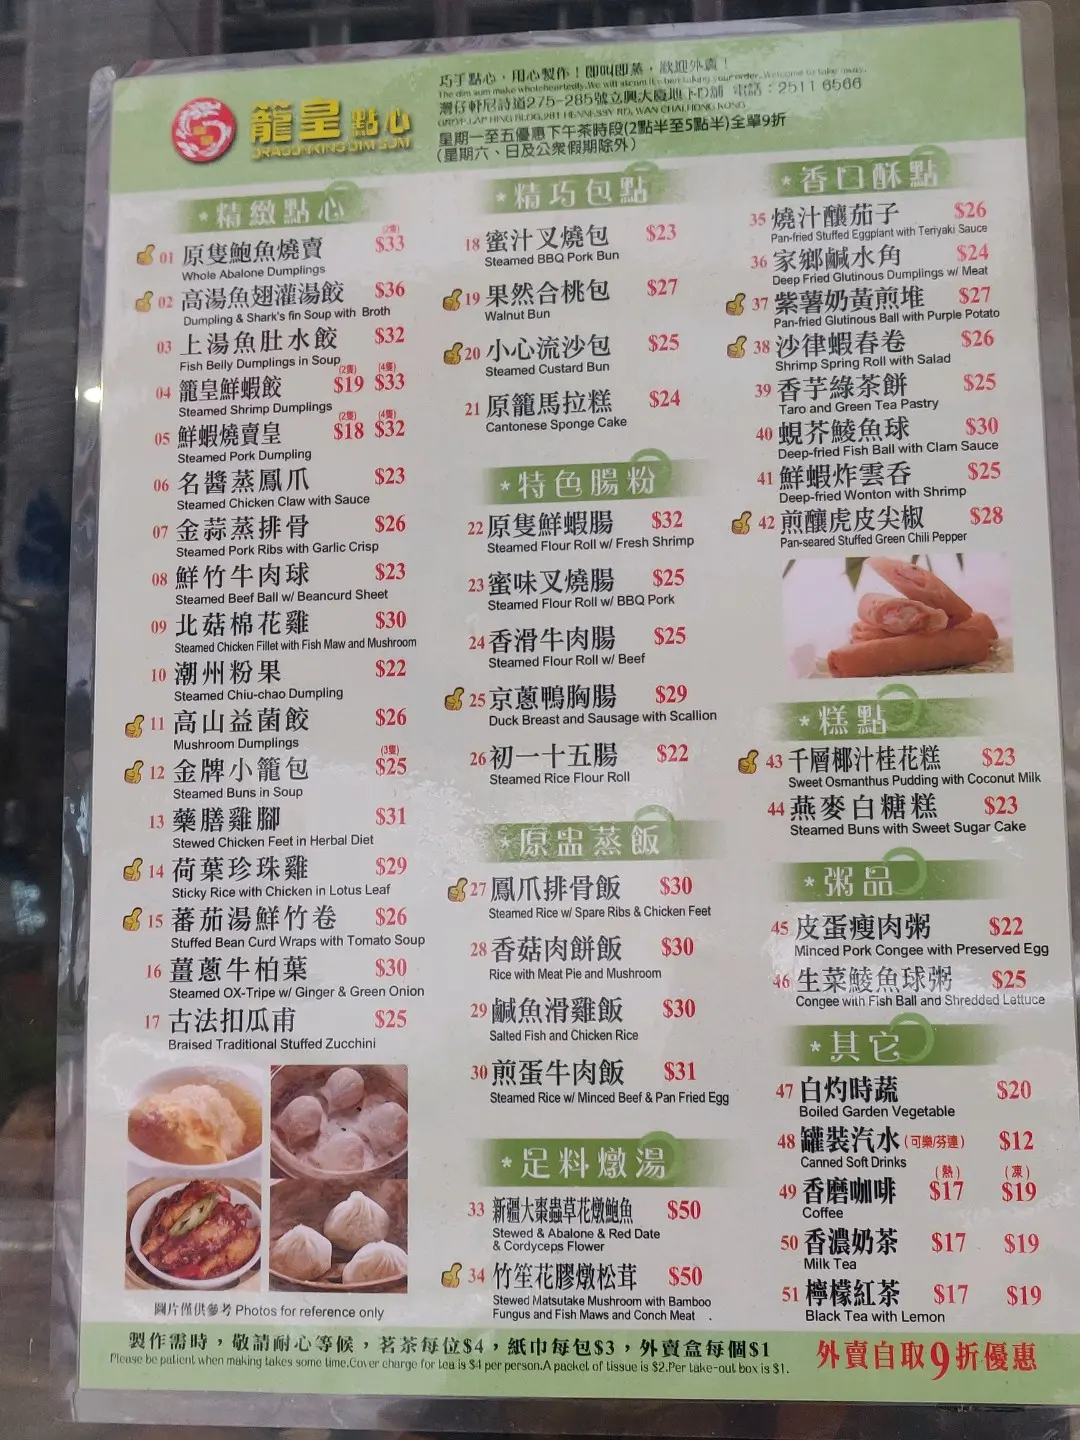 籠皇點心
DRAGON KING DIM SUM
巧手點心，用心製作！即叫即蒸，歡迎外賣！
The dim sum make wholeheartedly. We will steam it when taking your order. Welcome to take away.
灣仔軒尼詩道275-285號立興大廈地下D舖 電話：2511 6566
HENNESSY RD, WAN CHAI, HONG KONG
星期一至五優惠下午茶時段(2點半至5點半)全單9折
(星期六、日及公眾假期除外)
*精緻點心
(2隻)
01 原隻鮑魚燒賣 $33
Whole Abalone Dumplings
02 高湯魚翅灌湯餃 $36
Dumpling & Shark's fin Soup with Broth
03 上湯魚肚水餃 $32
Fish Belly Dumplings in Soup
(2隻) (4隻)
04 籠皇鮮蝦餃 $19 $33
Steamed Shrimp Dumplings
(2隻) (4隻)
05 鮮蝦燒賣皇 $18 $32
Steamed Pork Dumpling
06 名醬蒸鳳爪 $23
Steamed Chicken Claw with Sauce
07 金蒜蒸排骨 $26
Steamed Pork Ribs with Garlic Crisp
08 鮮竹牛肉球 $23
Steamed Beef Ball w/ Beancurd Sheet
09 北菇棉花雞 $30
Steamed Chicken Fillet with Fish Maw and Mushroom
10 潮州粉果 $22
Steamed Chiu-chao Dumpling
11 高山益菌餃 $26
Mushroom Dumplings
(3隻)
12 金牌小籠包 $25
Steamed Buns in Soup
13 藥膳雞腳 $31
Stewed Chicken Feet in Herbal Diet
14 荷葉珍珠雞 $29
Sticky Rice with Chicken in Lotus Leaf
15 蕃茄湯鮮竹卷 $26
Stuffed Bean Curd Wraps with Tomato Soup
16 薑蔥牛柏葉 $30
Steamed OX-Tripe w/ Ginger & Green Onion
17 古法扣瓜甫 $25
Braised Traditional Stuffed Zucchini
圖片僅供參考 Photos for reference only
*精巧包點
18 蜜汁叉燒包 $23
Steamed BBQ Pork Bun
19 果然合桃包 $27
Walnut Bun
20 小心流沙包 $25
Steamed Custard Bun
21 原籠馬拉糕 $24
Cantonese Sponge Cake
*特色腸粉
22 原隻鮮蝦腸 $32
Steamed Flour Roll w/ Fresh Shrimp
23 蜜味叉燒腸 $25
Steamed Flour Roll w/ BBQ Pork
24 香滑牛肉腸 $25
Steamed Flour Roll w/ Beef
25 京蔥鴨胸腸 $29
Duck Breast and Sausage with Scallion
26 初一十五腸 $22
Steamed Rice Flour Roll
*原盅蒸飯
27 鳳爪排骨飯 $30
Steamed Rice w/ Spare Ribs & Chicken Feet
28 香菇肉餅飯 $30
Rice with Meat Pie and Mushroom
29 鹹魚滑雞飯 $30
Salted Fish and Chicken Rice
30 煎蛋牛肉飯 $31
Steamed Rice w/ Minced Beef & Pan Fried Egg
*足料燉湯
33 新疆大棗蟲草花燉鮑魚 $50
Stewed & Abalone & Red Date
& Cordyceps Flower
34 竹笙花膠燉松茸 $50
Stewed Matsutake Mushroom with Bamboo
Fungus and Fish Maws and Conch Meat .
*香口酥點
35 燒汁釀茄子 $26
Pan-fried Stuffed Eggplant with Teriyaki Sauce
36 家鄉鹹水角 $24
Deep Fried Glutinous Dumplings w/ Meat
37 紫薯奶黃煎堆 $27
Pan-fried Glutinous Ball with Purple Potato
38 沙律蝦春卷 $26
Shrimp Spring Roll with Salad
39 香芋綠茶餅 $25
Taro and Green Tea Pastry
40 蜆芥鯪魚球 $30
Deep-fried Fish Ball with Clam Sauce
41 鮮蝦炸雲吞 $25
Deep-fried Wonton with Shrimp
42 煎釀虎皮尖椒 $28
Pan-seared Stuffed Green Chili Pepper
*糕點
43 千層椰汁桂花糕 $23
Sweet Osmanthus Pudding with Coconut Milk
44 燕麥白糖糕 $23
Steamed Buns with Sweet Sugar Cake
*粥品
45 皮蛋瘦肉粥 $22
Minced Pork Congee with Preserved Egg
46 生菜鯪魚球粥 $25
Congee with Fish Ball and Shredded Lettuce
*其它
47 白灼時蔬 $20
Boiled Garden Vegetable
48 罐裝汽水(可樂/芬達) $12
Canned Soft Drinks
(熱) (凍)
49 香磨咖啡 $17 $19
Coffee
50 香濃奶茶 $17 $19
Milk Tea
51 檸檬紅茶 $17 $19
Black Tea with Lemon
製作需時，敬請耐心等候，茗茶每位$4，紙巾每包$3，外賣盒每個$1
Please be patient when making takes some time.Cover charge for tea is $4 per person.A packet of tissue is $2.Per take-out box is $1.
外賣自取9折優惠